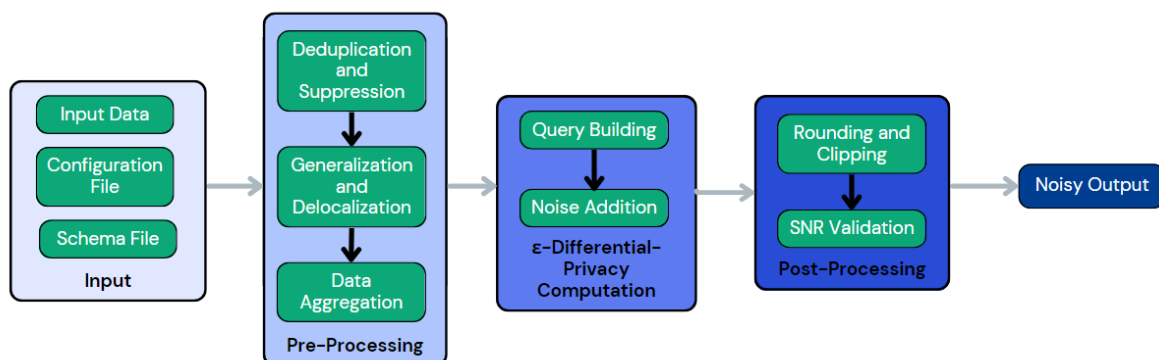 Input Data
Configuration
File
Schema File
Input
Deduplication
and
Suppression
Generalization
and
Delocalization
Data
Aggregation
Pre-Processing
Query Building
Noise Addition
ε-Differential-
Privacy
Computation
Rounding and
Clipping
SNR Validation
Post-Processing
Noisy Output